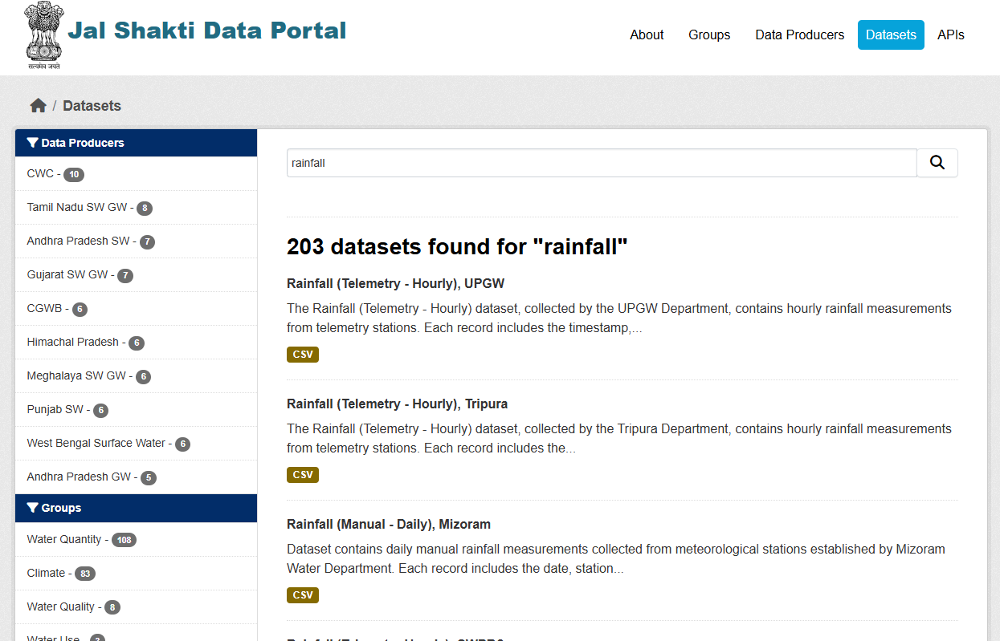 सत्यमेव जयते
Jal Shakti Data Portal
About
Groups
Data Producers
Datasets
APIs
/ Datasets
Data Producers
CWC - 10
Tamil Nadu SW GW - 8
Andhra Pradesh SW - 7
Gujarat SW GW - 7
CGWB - 6
Himachal Pradesh - 6
Meghalaya SW GW - 6
Punjab SW - 6
West Bengal Surface Water - 6
Andhra Pradesh GW - 5
Groups
Water Quantity - 108
Climate - 83
Water Quality - 8
Water Use
rainfall
203 datasets found for "rainfall"
Rainfall (Telemetry - Hourly), UPGW
The Rainfall (Telemetry - Hourly) dataset, collected by the UPGW Department, contains hourly rainfall measurements
from telemetry stations. Each record includes the timestamp,...
CSV
Rainfall (Telemetry - Hourly), Tripura
The Rainfall (Telemetry - Hourly) dataset, collected by the Tripura Department, contains hourly rainfall measurements
from telemetry stations. Each record includes the...
CSV
Rainfall (Manual - Daily), Mizoram
Dataset contains daily manual rainfall measurements collected from meteorological stations established by Mizoram
Water Department. Each record includes the date, station...
CSV